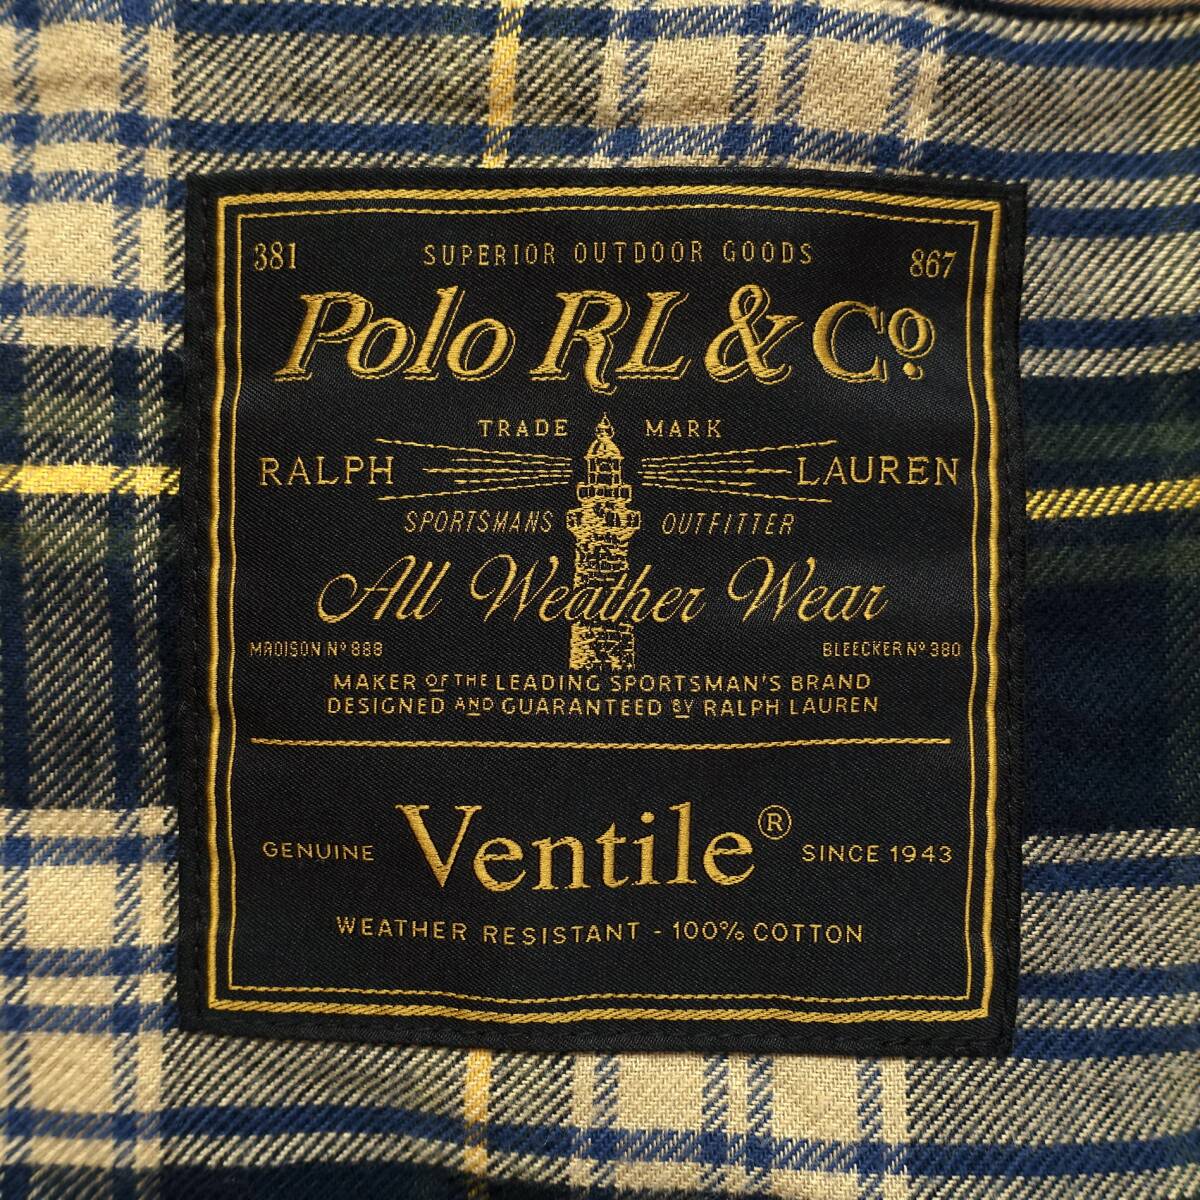 381 SUPERIOR OUTDOOR GOODS 867
Polo RL & Cº
TRADE MARK
RALPH LAUREN
SPORTSMANS OUTFITTER
All Weather Wear
MADISON Nº 888 BLEECKER Nº 380
MAKER OF THE LEADING SPORTSMAN'S BRAND
DESIGNED AND GUARANTEED BY RALPH LAUREN
GENUINE Ventile® SINCE 1943
WEATHER RESISTANT - 100% COTTON